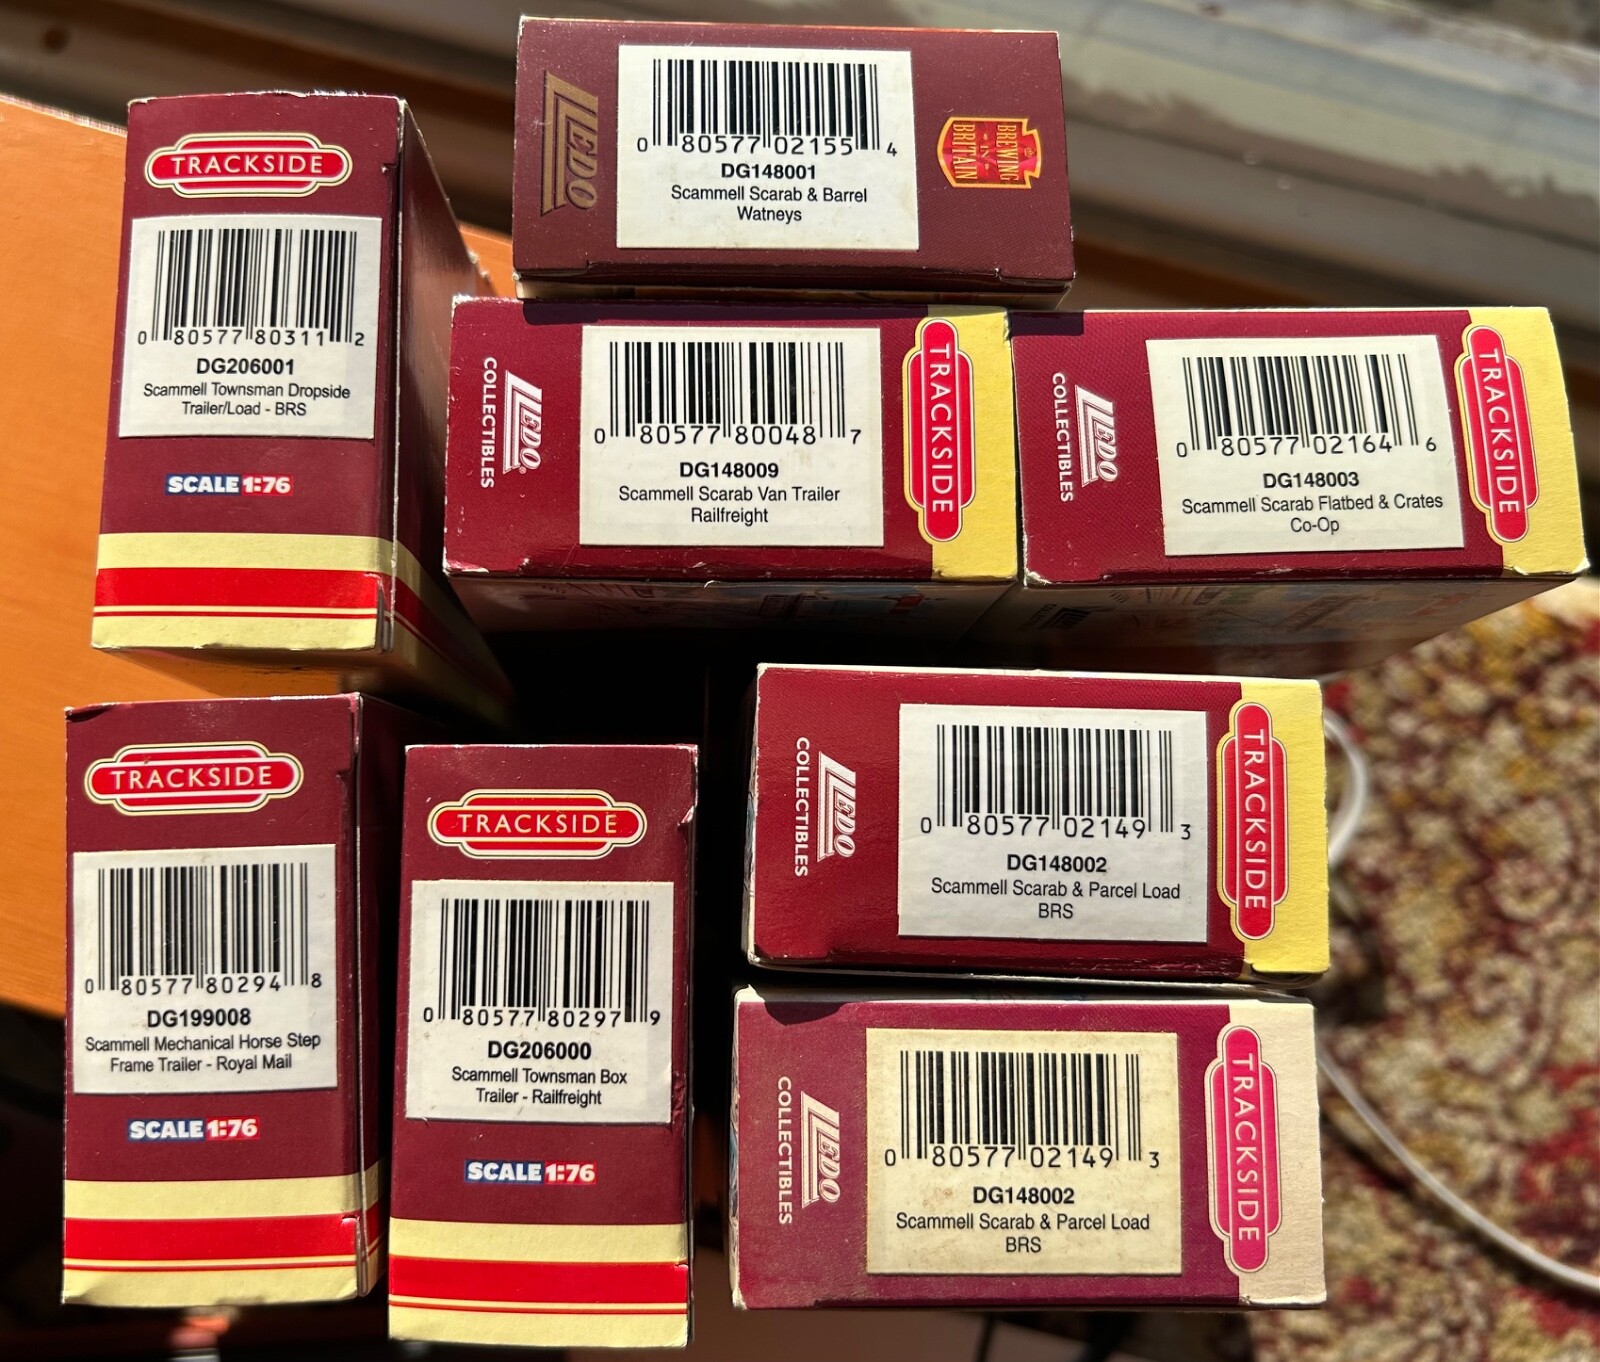 TRACKSIDE
0 80577 80311 2
DG206001
Scammell Townsman Dropside
Trailer/Load - BRS
SCALE 1:76
LLEDO
0 80577 02155 4
DG148001
Scammell Scarab & Barrel
Watneys
BREWING
- IN -
BRITAIN
LLEDO
COLLECTIBLES
0 80577 80048 7
DG148009
Scammell Scarab Van Trailer
Railfreight
TRACKSIDE
LLEDO
COLLECTIBLES
0 80577 02164 6
DG148003
Scammell Scarab Flatbed & Crates
Co-Op
TRACKSIDE
TRACKSIDE
0 80577 80294 8
DG199008
Scammell Mechanical Horse Step
Frame Trailer - Royal Mail
SCALE 1:76
TRACKSIDE
0 80577 80297 9
DG206000
Scammell Townsman Box
Trailer - Railfreight
SCALE 1:76
LLEDO
COLLECTIBLES
0 80577 02149 3
DG148002
Scammell Scarab & Parcel Load
BRS
TRACKSIDE
LLEDO
COLLECTIBLES
0 80577 02149 3
DG148002
Scammell Scarab & Parcel Load
BRS
TRACKSIDE